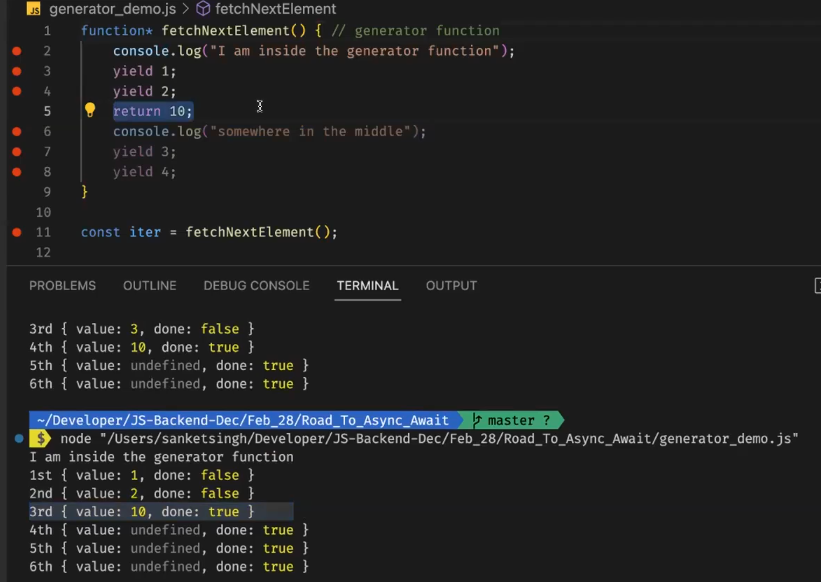 JS generator_demo.js > fetchNextElement
1 function* fetchNextElement() { // generator function
2 console.log("I am inside the generator function");
3 yield 1;
4 yield 2;
5 return 10;
6 console.log("somewhere in the middle");
7 yield 3;
8 yield 4;
9 }
10
11 const iter = fetchNextElement();
12
PROBLEMS OUTLINE DEBUG CONSOLE TERMINAL OUTPUT
3rd { value: 3, done: false }
4th { value: 10, done: true }
5th { value: undefined, done: true }
6th { value: undefined, done: true }
~/Developer/JS-Backend-Dec/Feb_28/Road_To_Async_Await master ?
$ node "/Users/sanketsingh/Developer/JS-Backend-Dec/Feb_28/Road_To_Async_Await/generator_demo.js"
I am inside the generator function
1st { value: 1, done: false }
2nd { value: 2, done: false }
3rd { value: 10, done: true }
4th { value: undefined, done: true }
5th { value: undefined, done: true }
6th { value: undefined, done: true }